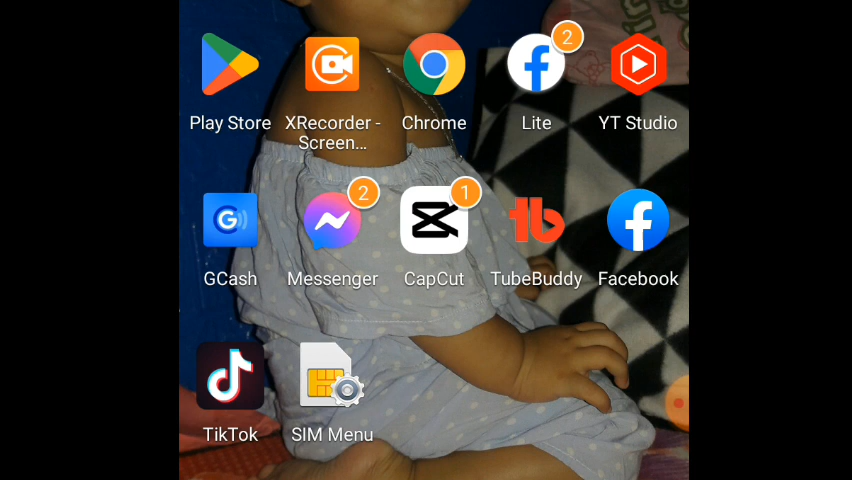 2
Play Store
XRecorder -
Screen...
Chrome
Lite
YT Studio
2
1
GCash
Messenger
CapCut
TubeBuddy
Facebook
TikTok
SIM Menu